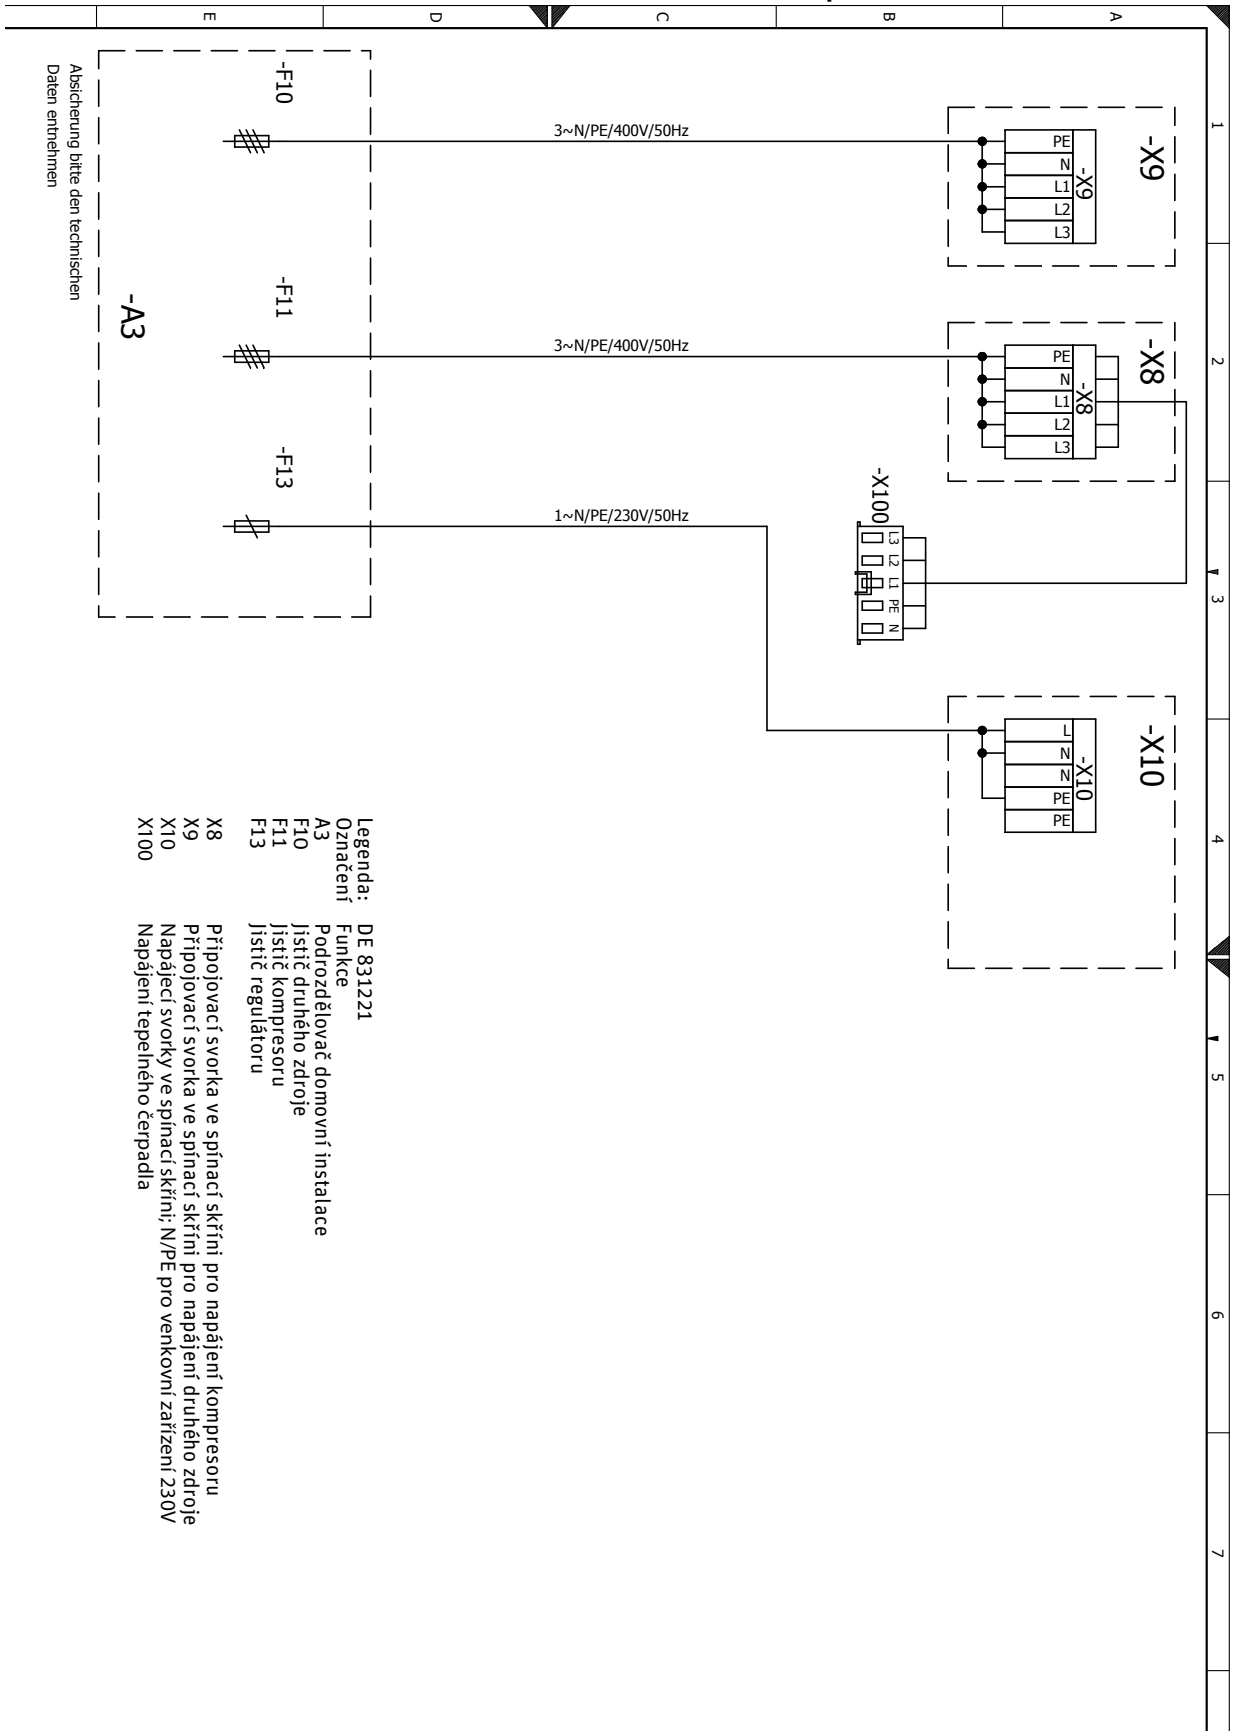 1
2
3
4
5
6
7
A
B
C
D
E
-X9
-X9
PE
N
L1
L2
L3
-X8
-X8
PE
N
L1
L2
L3
-X100
L3
L2
L1
PE
N
-X10
-X10
L
N
N
PE
PE
3~N/PE/400V/50Hz
3~N/PE/400V/50Hz
1~N/PE/230V/50Hz
-F10
-F11
-F13
-A3
Absicherung bitte den technischen
Daten entnehmen
Legenda: DE 831221
Označení Funkce
A3 Podrozdělovač domovní instalace
F10 Jistič druhého zdroje
F11 Jistič kompresoru
F13 Jistič regulátoru
X8 Připojovací svorka ve spínací skříni pro napájení kompresoru
X9 Připojovací svorka ve spínací skříni pro napájení druhého zdroje
X10 Napájecí svorky ve spínací skříni; N/PE pro venkovní zařízení 230V
X100 Napájení tepelného čerpadla